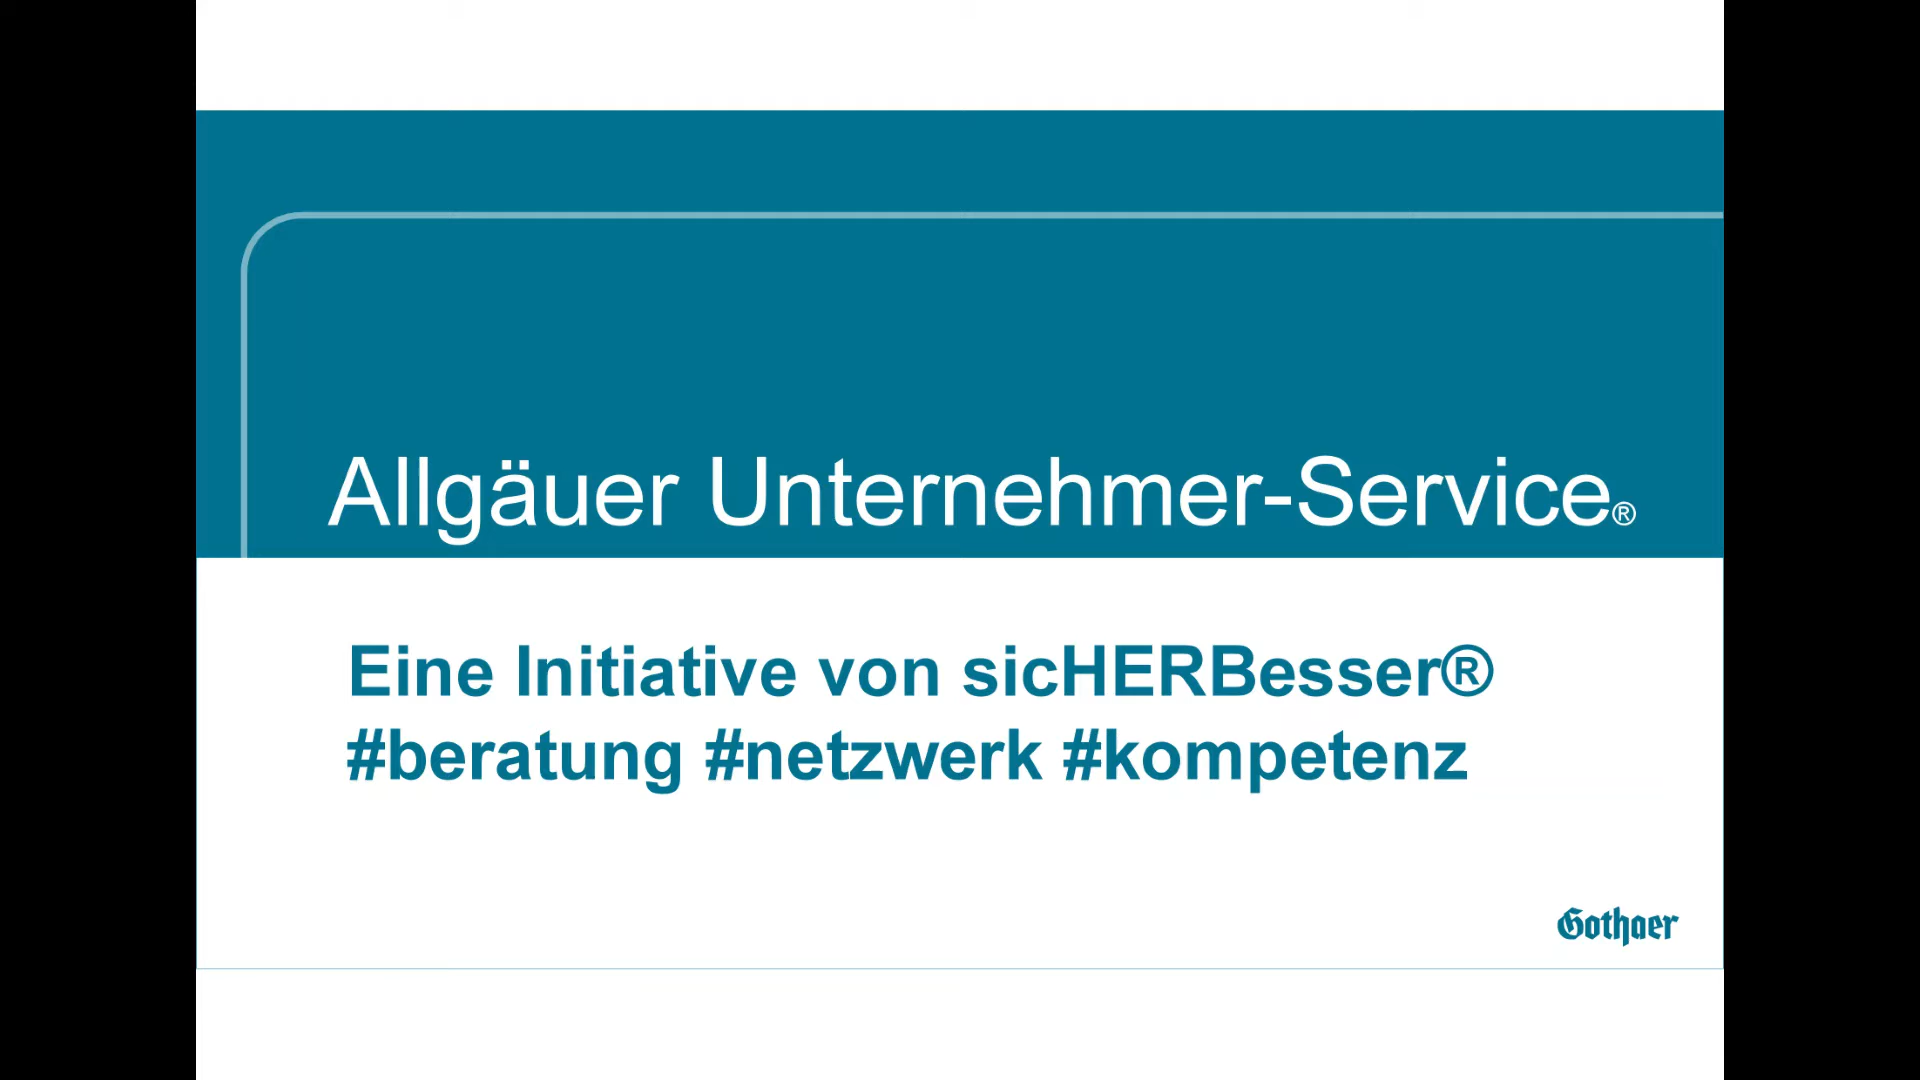 Allgäuer Unternehmer-Service®
Eine Initiative von sicHERBesser®
#beratung #netzwerk #kompetenz
Gothaer